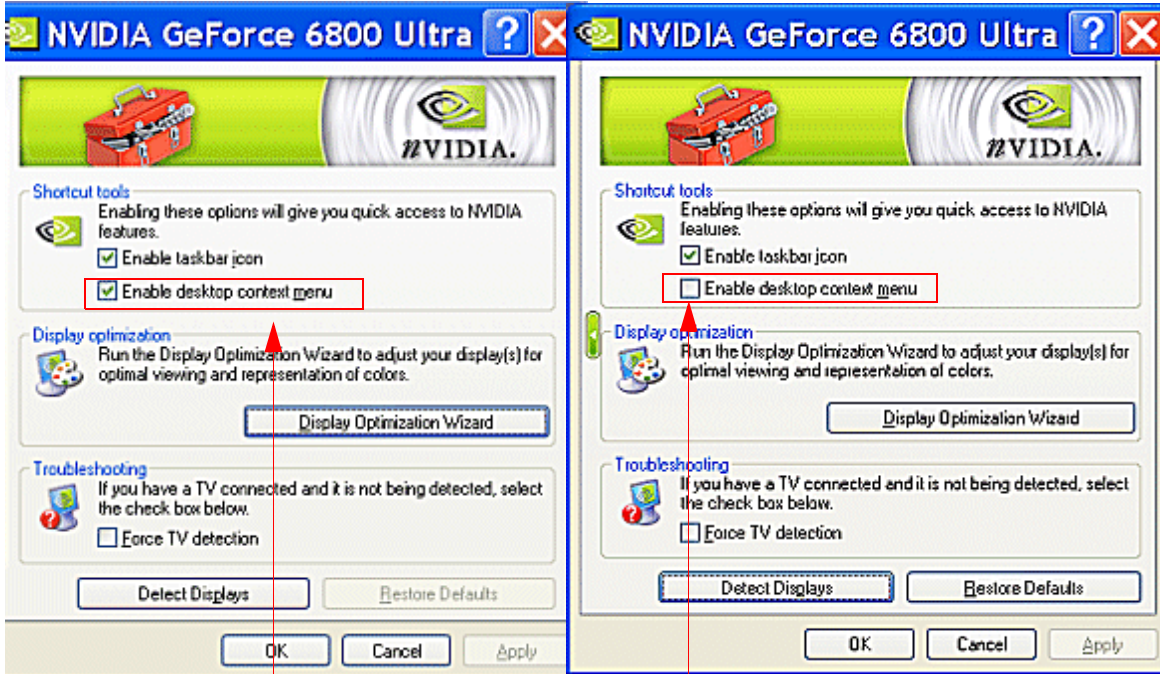 NVIDIA GeForce 6800 Ultra
nVIDIA.
Shortcut tools
Enabling these options will give you quick access to NVIDIA
features.
Enable taskbar icon
Enable desktop context menu
Display optimization
Run the Display Optimization Wizard to adjust your display(s) for
optimal viewing and representation of colors.
Display Optimization Wizard
Troubleshooting
If you have a TV connected and it is not being detected, select
the check box below.
Force TV detection
Detect Displays
Restore Defaults
OK
Cancel
Apply
NVIDIA GeForce 6800 Ultra
nVIDIA.
Shortcut tools
Enabling these options will give you quick access to NVIDIA
features.
Enable taskbar icon
Enable desktop context menu
Display optimization
Run the Display Optimization Wizard to adjust your display(s) for
optimal viewing and representation of colors.
Display Optimization Wizard
Troubleshooting
If you have a TV connected and it is not being detected, select
the check box below.
Force TV detection
Detect Displays
Restore Defaults
OK
Cancel
Apply